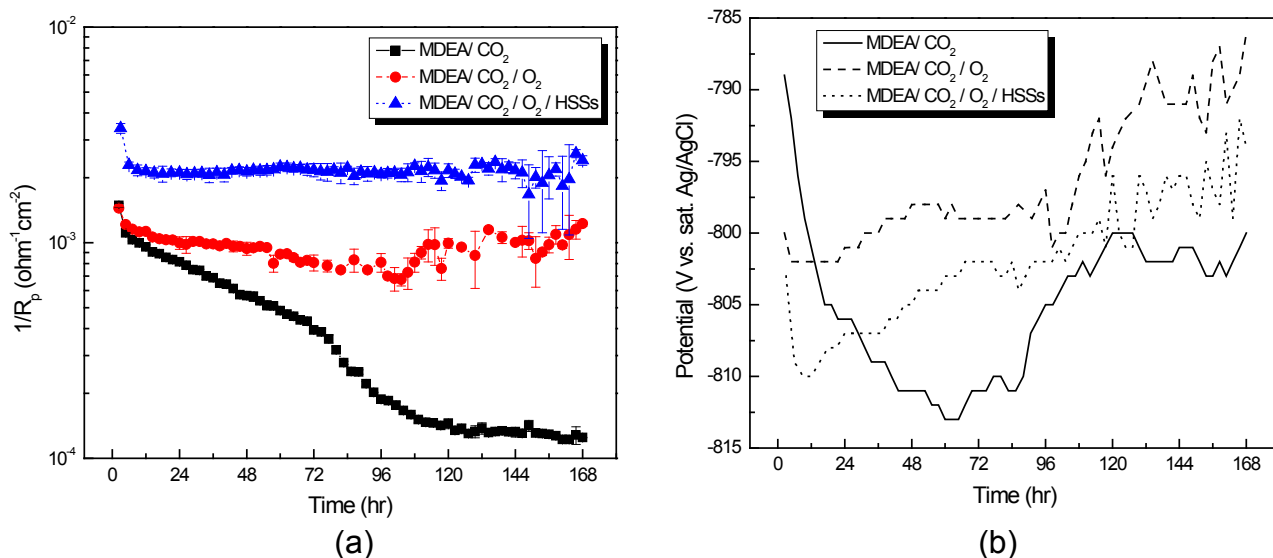 10⁻²
10⁻³
10⁻⁴
1/Rₚ (ohm⁻¹cm⁻²)
MDEA/ CO₂
MDEA/ CO₂ / O₂
MDEA/ CO₂ / O₂ / HSSs
0 24 48 72 96 120 144 168
Time (hr)
(a)
-785
-790
-795
-800
-805
-810
-815
Potential (V vs. sat. Ag/AgCl)
MDEA/ CO₂
MDEA/ CO₂ / O₂
MDEA/ CO₂ / O₂ / HSSs
0 24 48 72 96 120 144 168
Time (hr)
(b)